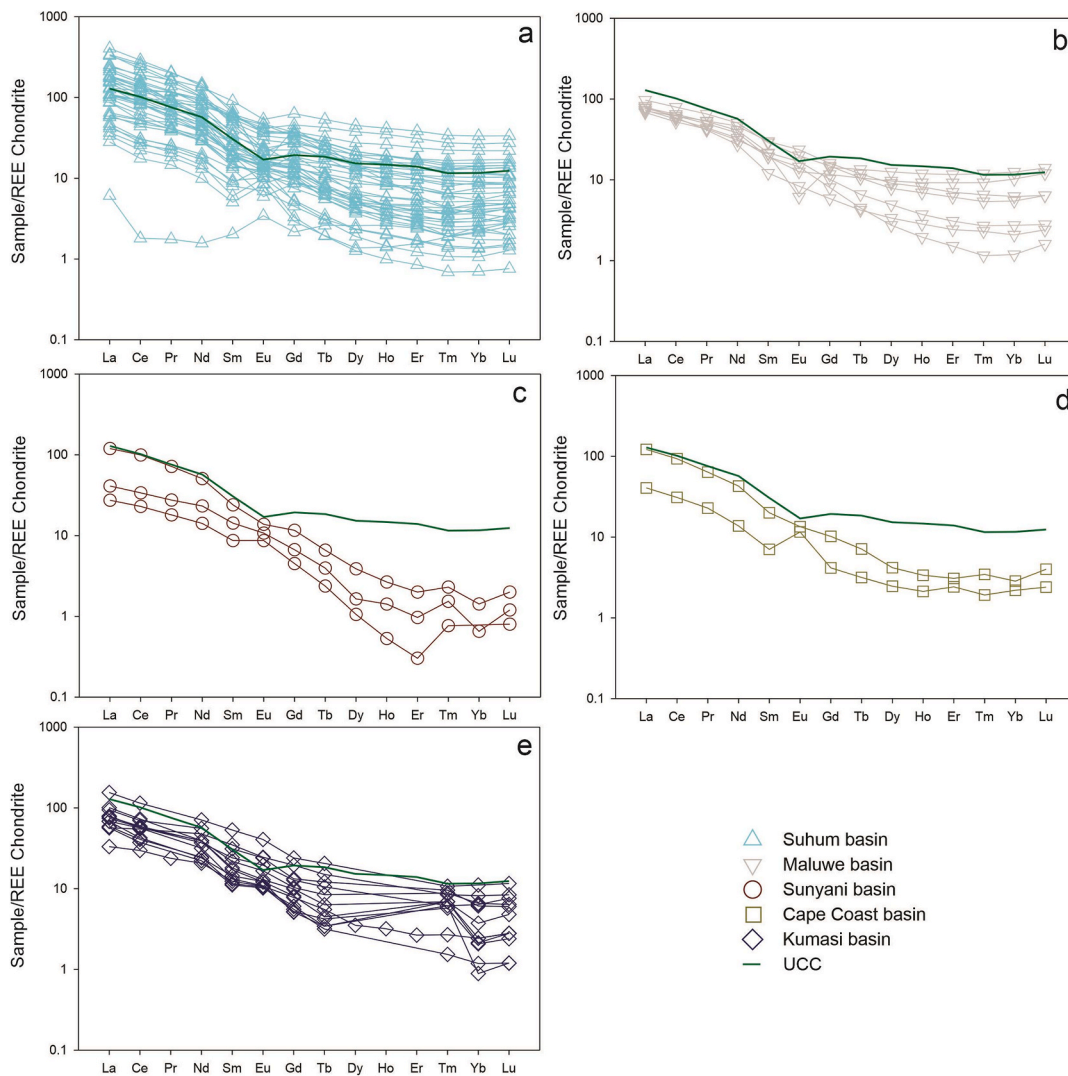 a
1000
100
10
1
0.1
Sample/REE Chondrite
La Ce Pr Nd Sm Eu Gd Tb Dy Ho Er Tm Yb Lu
b
1000
100
10
1
0.1
Sample/REE Chondrite
La Ce Pr Nd Sm Eu Gd Tb Dy Ho Er Tm Yb Lu
c
1000
100
10
1
0.1
Sample/REE Chondrite
La Ce Pr Nd Sm Eu Gd Tb Dy Ho Er Tm Yb Lu
d
1000
100
10
1
0.1
Sample/REE Chondrite
La Ce Pr Nd Sm Eu Gd Tb Dy Ho Er Tm Yb Lu
e
1000
100
10
1
0.1
Sample/REE Chondrite
La Ce Pr Nd Sm Eu Gd Tb Dy Ho Er Tm Yb Lu
Suhum basin
Maluwe basin
Sunyani basin
Cape Coast basin
Kumasi basin
UCC